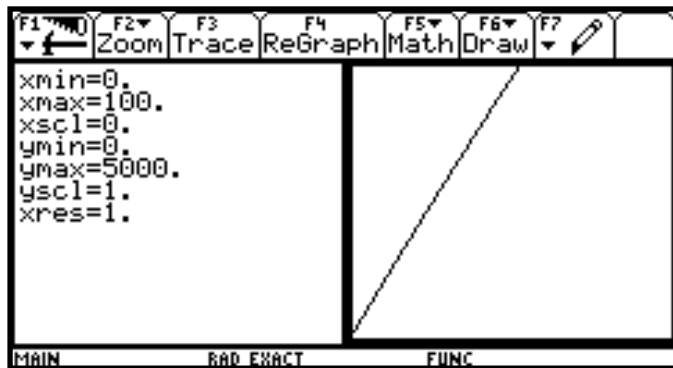 F1 F2 F3 F4 F5 F6 F7
Zoom Trace ReGraph Math Draw
xmin=0.
xmax=100.
xscl=0.
ymin=0.
ymax=5000.
yscl=1.
xres=1.
MAIN RAD EXACT FUNC